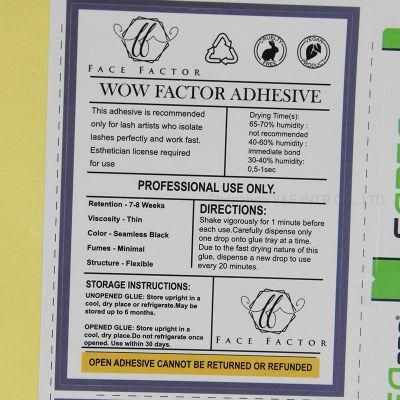 ff
FACE FACTOR
CRUELTY
FREE
VEGAN
PRODUCT
WOW FACTOR ADHESIVE
This adhesive is recommended
only for lash artists who isolate
lashes perfectly and work fast.
Esthetician license required
for use
Drying Time(s):
65-70% humidity :
not recommended
40-60% humidity :
immediate bond
30-40% humidity:
0,5-1sec
PROFESSIONAL USE ONLY.
Retention - 7-8 Weeks
Viscosity - Thin
Color - Seamless Black
Fumes - Minimal
Structure - Flexible
DIRECTIONS:
Shake vigorously for 1 minute before
each use.Carefully dispense only
one drop onto glue tray at a time.
Due to the fast drying nature of this
glue, dispense a new drop to use
every 20 minutes.
STORAGE INSTRUCTIONS:
UNOPENED GLUE: Store upright in a
cool, dry place or refrigerate.May be
stored up to 6 months.
OPENED GLUE: Store upright in a
cool, dry place.Do not refrigerate once
opened. Use within 30 days.
ff
FACE FACTOR
OPEN ADHESIVE CANNOT BE RETURNED OR REFUNDED